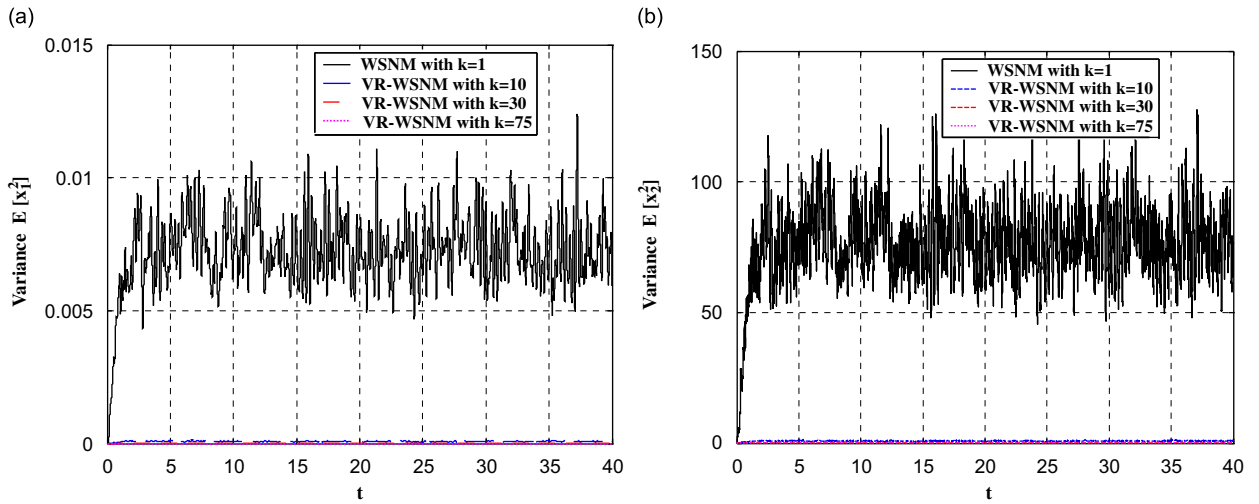 (a)
0.015
0.01
0.005
0
Variance E [x₁²]
WSNM with k=1
VR-WSNM with k=10
VR-WSNM with k=30
VR-WSNM with k=75
0 5 10 15 20 25 30 35 40
t
(b)
150
100
50
0
Variance E [x₂²]
WSNM with k=1
VR-WSNM with k=10
VR-WSNM with k=30
VR-WSNM with k=75
0 5 10 15 20 25 30 35 40
t